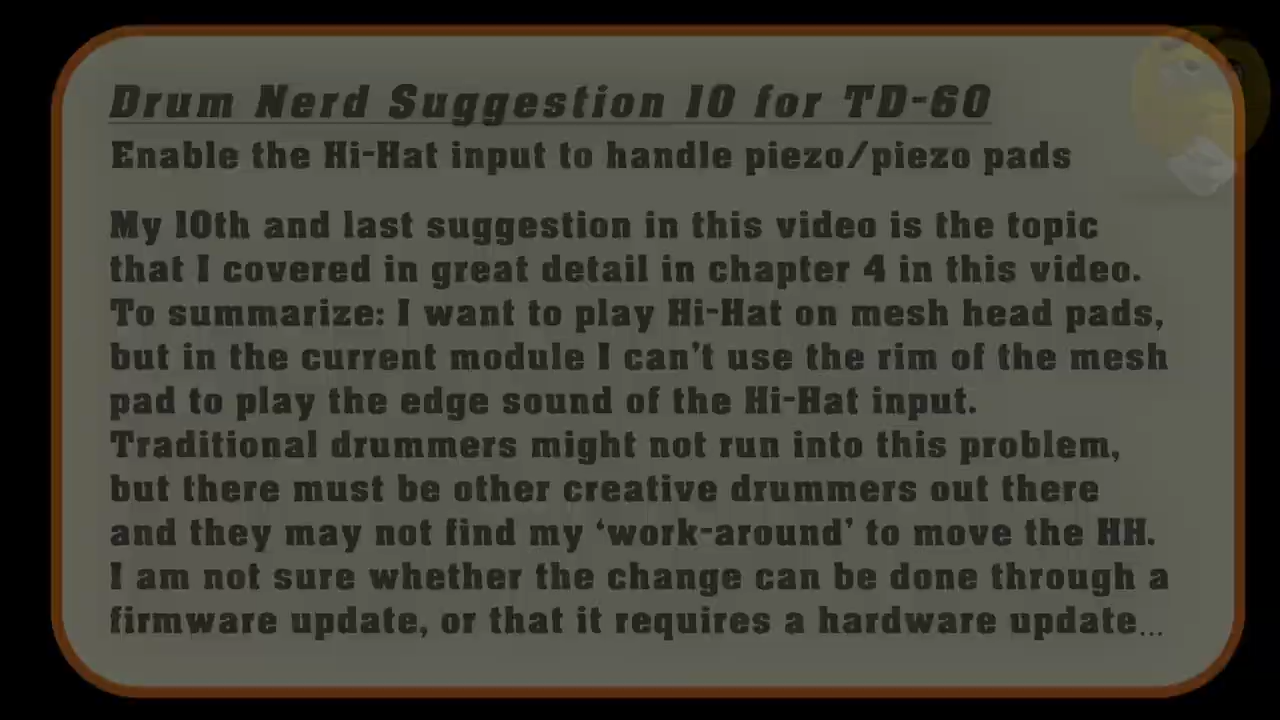 Drum Nerd Suggestion 10 for TD-60
Enable the Hi-Hat input to handle piezo/piezo pads
My 10th and last suggestion in this video is the topic
that I covered in great detail in chapter 4 in this video.
To summarize: I want to play Hi-Hat on mesh head pads,
but in the current module I can't use the rim of the mesh
pad to play the edge sound of the Hi-Hat input.
Traditional drummers might not run into this problem,
but there must be other creative drummers out there
and they may not find my ‘work-around’ to move the HH.
I am not sure whether the change can be done through a
firmware update, or that it requires a hardware update...